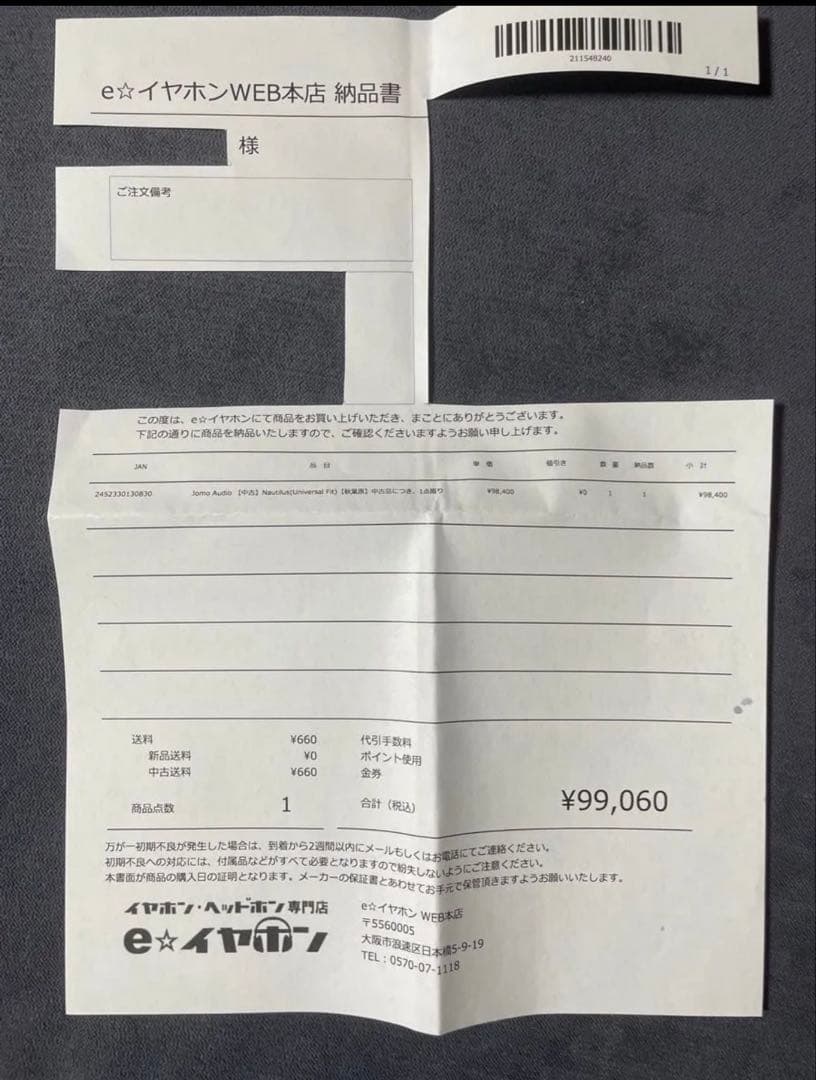 211548240
1/1
e☆イヤホンWEB本店 納品書
様
ご注文備考
この度は、e☆イヤホンにて商品をお買い上げいただき、まことにありがとうございます。
下記の通りに商品を納品いたしますので、ご確認くださいますようお願い申し上げます。
JAN 品 目 単 価 値引き 数 量 納品数 小 計
2452330130830 Jomo Audio 【中古】Nautilus(Universal Fit)【秋葉原】中古品につき、1点限り ¥98,400 ¥0 1 1 ¥98,400
送料 ¥660 代引手数料
新品送料 ¥0 ポイント使用
中古送料 ¥660 金券
商品点数 1 合計（税込） ¥99,060
万が一初期不良が発生した場合は、到着から2週間以内にメールもしくはお電話にてご連絡ください。
初期不良への対応には、付属品などがすべて必要となりますので紛失しないようにご注意ください。
本書面が商品の購入日の証明となります。メーカーの保証書とあわせてお手元で保管頂きますようお願いいたします。
イヤホン・ヘッドホン専門店
e☆イヤホン
e☆イヤホン WEB本店
〒5560005
大阪市浪速区日本橋5-9-19
TEL：0570-07-1118